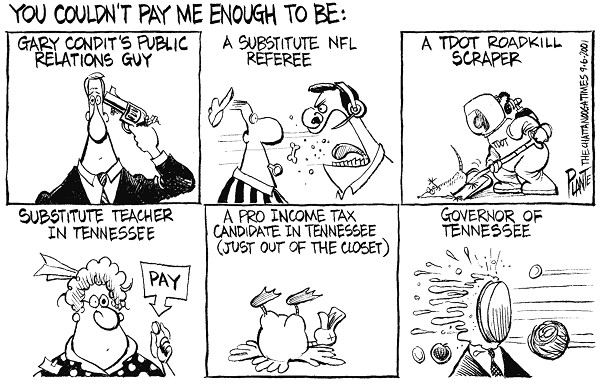 YOU COULDN'T PAY ME ENOUGH TO BE:
GARY CONDIT'S PUBLIC
RELATIONS GUY
A SUBSTITUTE NFL
REFEREE
A TDOT ROADKILL
SCRAPER
TDOT
THE CHATTANOOGA TIMES 9-6-2001
PLANTE
SUBSTITUTE TEACHER
IN TENNESSEE
PAY
A PRO INCOME TAX
CANDIDATE IN TENNESSEE
(JUST OUT OF THE CLOSET)
GOVERNOR OF
TENNESSEE